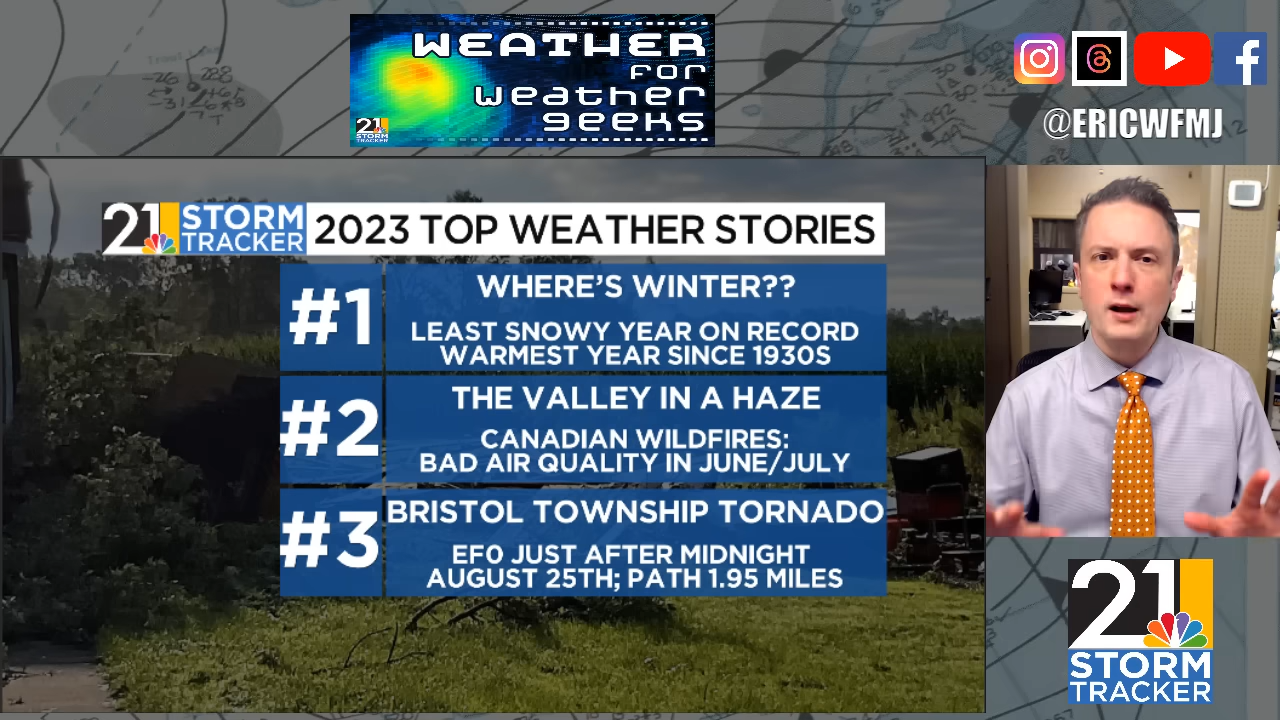 WEATHER
FOR
weather
geeks
21
STORM
TRACKER
@ERICWFMJ
21 STORM
TRACKER
2023 TOP WEATHER STORIES
#1
WHERE'S WINTER??
LEAST SNOWY YEAR ON RECORD
WARMEST YEAR SINCE 1930S
#2
THE VALLEY IN A HAZE
CANADIAN WILDFIRES:
BAD AIR QUALITY IN JUNE/JULY
#3
BRISTOL TOWNSHIP TORNADO
EF0 JUST AFTER MIDNIGHT
AUGUST 25TH; PATH 1.95 MILES
21
STORM
TRACKER